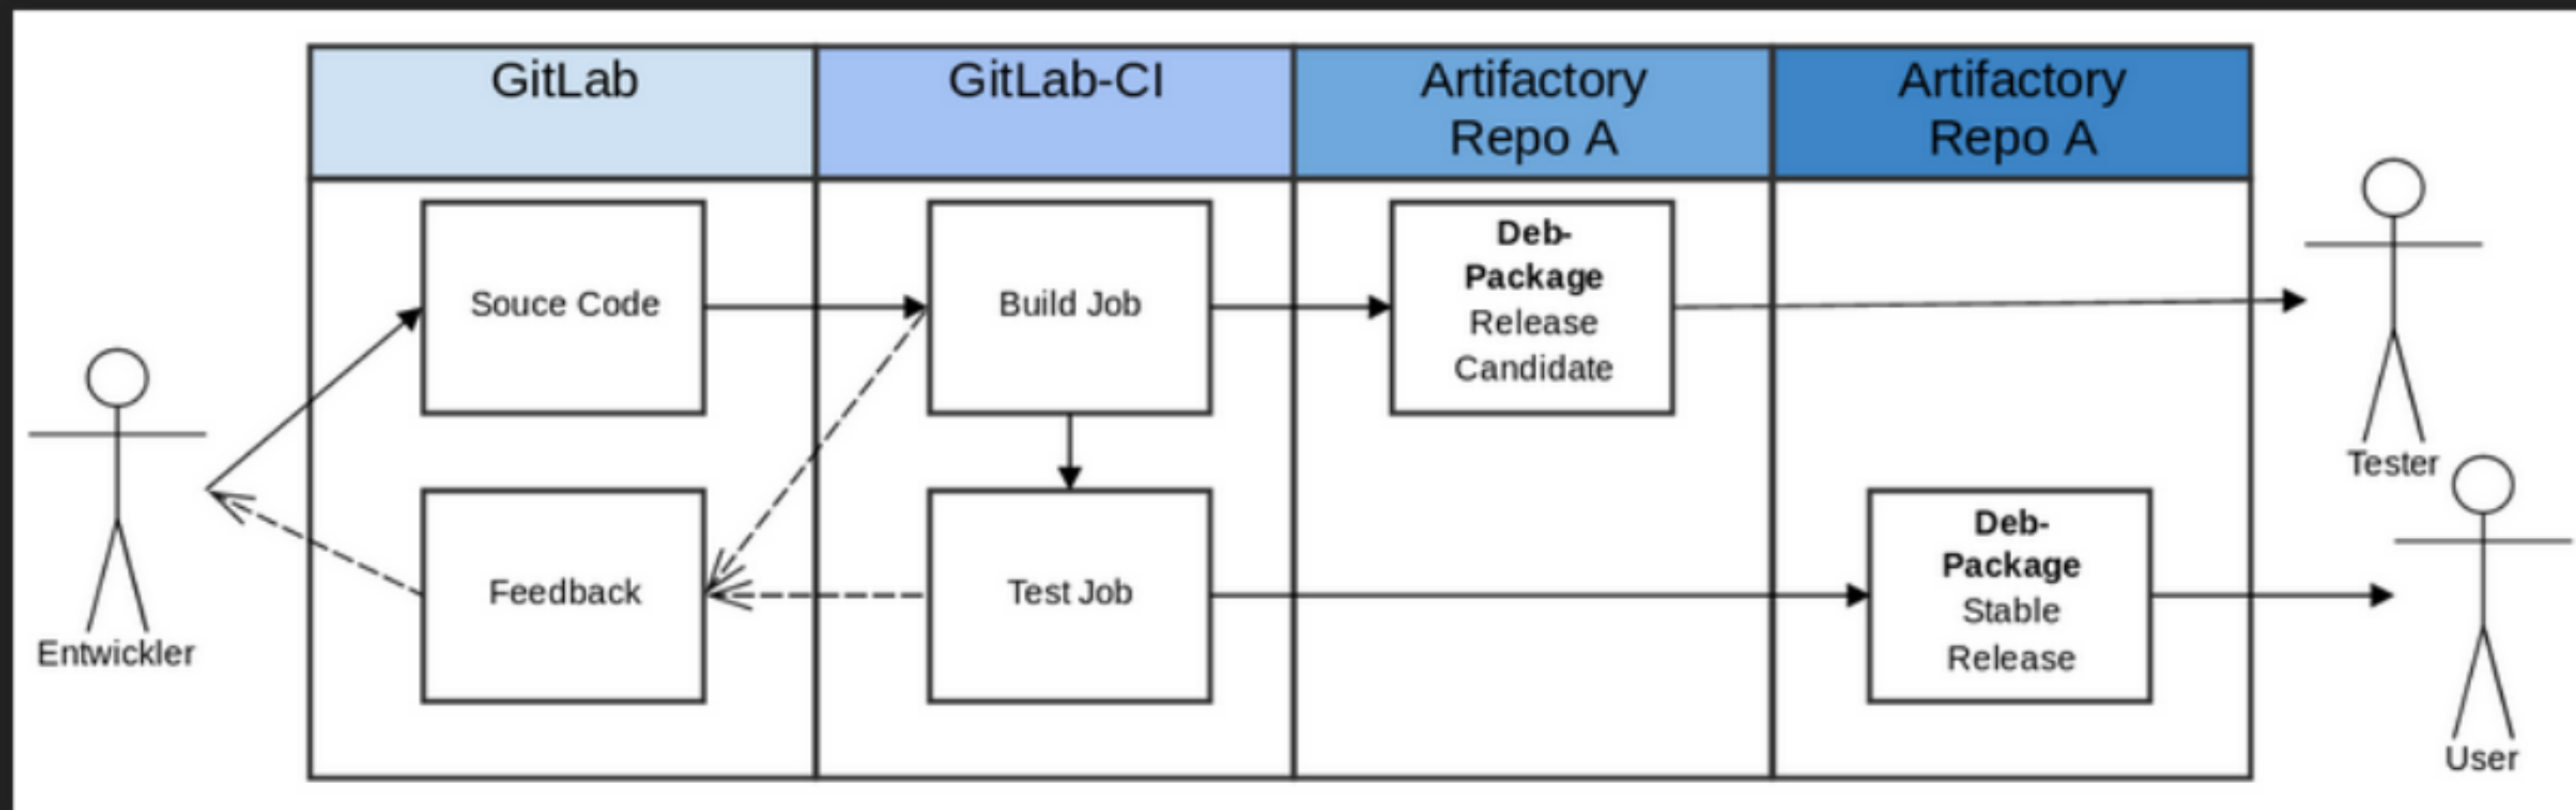 GitLab
GitLab-CI
Artifactory
Repo A
Artifactory
Repo A
Souce Code
Build Job
Deb-
Package
Release
Candidate
Tester
Entwickler
Feedback
Test Job
Deb-
Package
Stable
Release
User